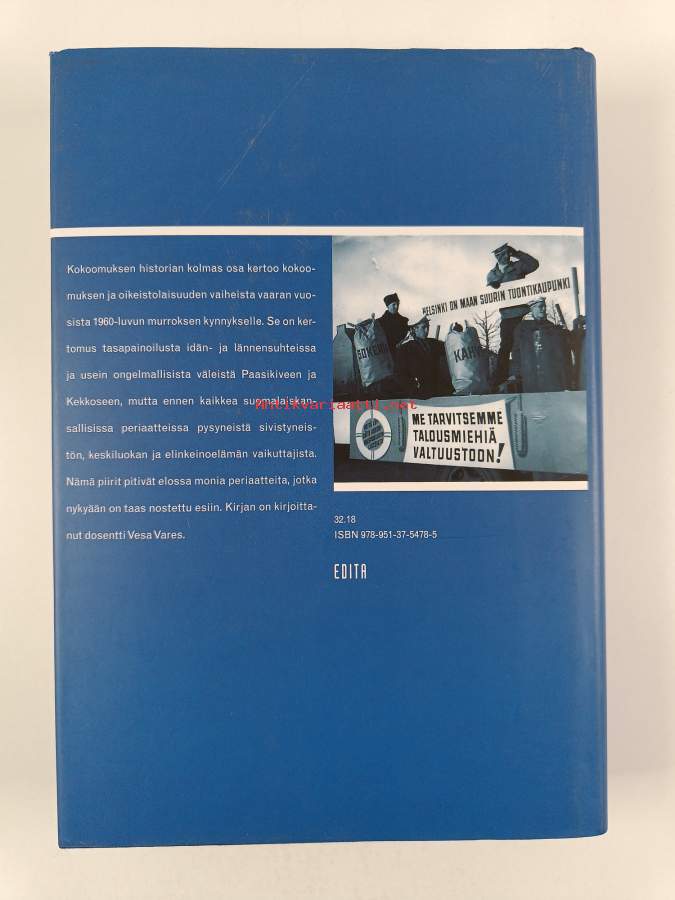 Kokoomuksen historian kolmas osa kertoo kokoo-
muksen ja oikeistolaisuuden vaiheista vaaran vuo-
sista 1960-luvun murroksen kynnykselle. Se on ker-
tomus tasapainoilusta idän- ja lännensuhteissa
ja usein ongelmallisista väleistä Paasikiveen ja
Kekkoseen, mutta ennen kaikkea suomalaiskan-
sallisissa periaatteissa pysyneistä sivistyneis-
tön, keskiluokan ja elinkeinoelämän vaikuttajista.
Nämä piirit pitivät elossa monia periaatteita, jotka
nykyään on taas nostettu esiin. Kirjan on kirjoitta-
nut dosentti Vesa Vares.
HELSINKI ON MAAN SUURIN TUONTIKAUPUNKI
ME TARVITSEMME
TALOUSMIEHIÄ
VALTUUSTOON!
Antikvariaatti.net
32.18
ISBN 978-951-37-5478-5
EDITA